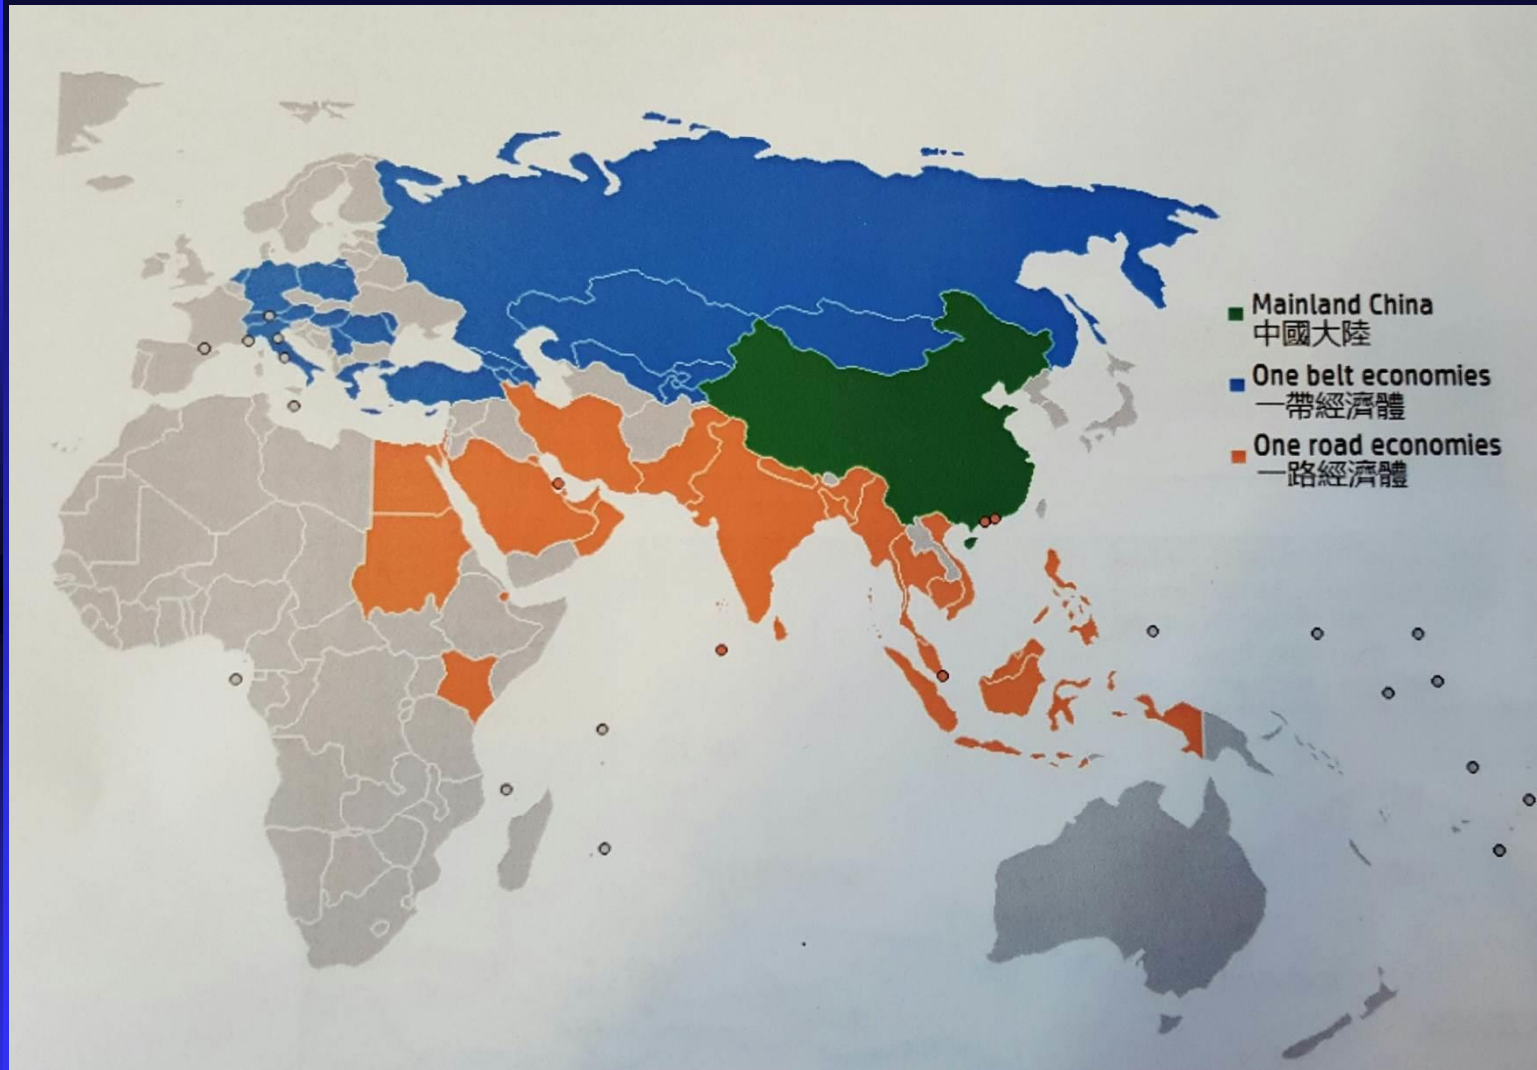 Mainland China
中國大陸
One belt economies
一帶經濟體
One road economies
一路經濟體